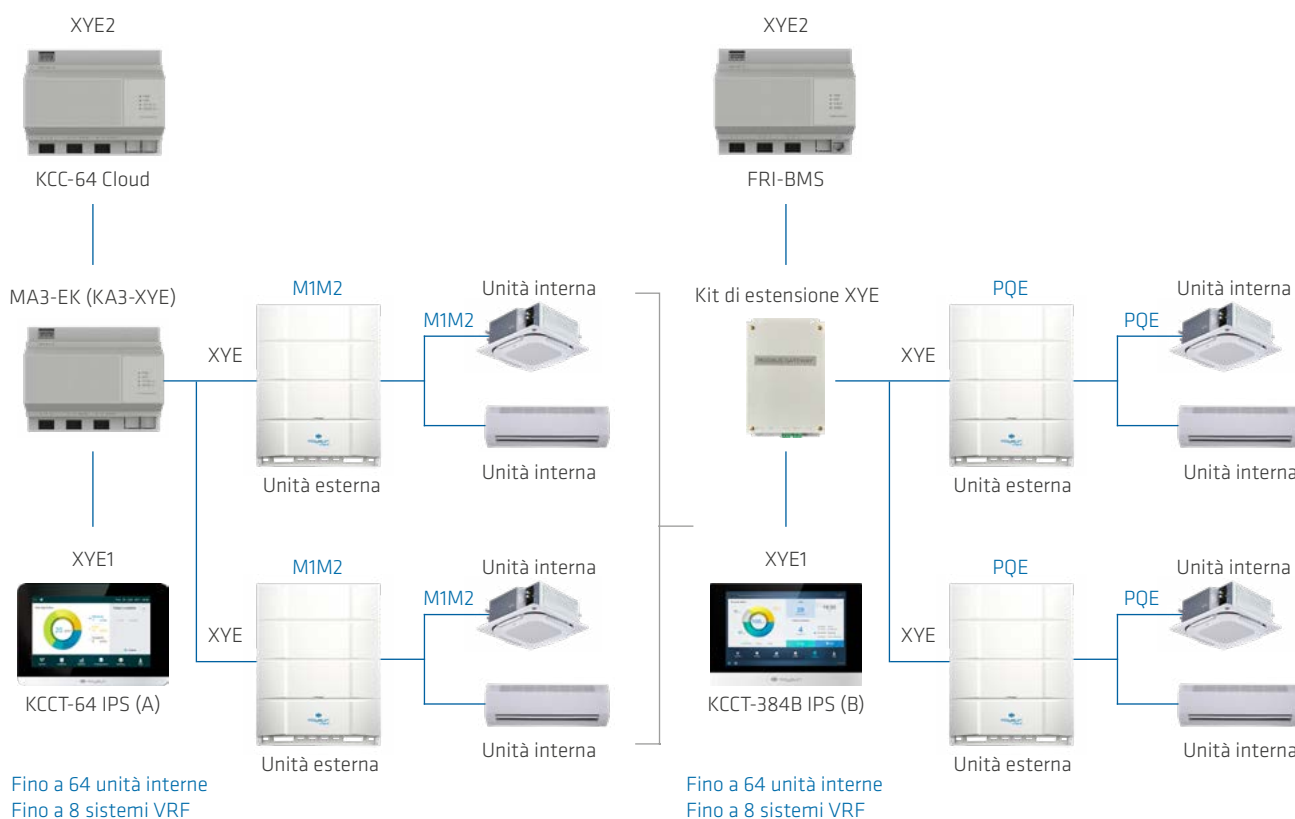 XYE2
KCC-64 Cloud
MA3-EK (KA3-XYE)
XYE
M1M2
Unità esterna
M1M2
Unità interna
Unità interna
XYE1
KCCT-64 IPS (A)
XYE
M1M2
Unità esterna
M1M2
Unità interna
Unità interna
Fino a 64 unità interne
Fino a 8 sistemi VRF
XYE2
FRI-BMS
Kit di estensione XYE
MODBUS GATEWAY
XYE
PQE
Unità esterna
PQE
Unità interna
Unità interna
XYE1
KCCT-384B IPS (B)
XYE
PQE
Unità esterna
PQE
Unità interna
Unità interna
Fino a 64 unità interne
Fino a 8 sistemi VRF